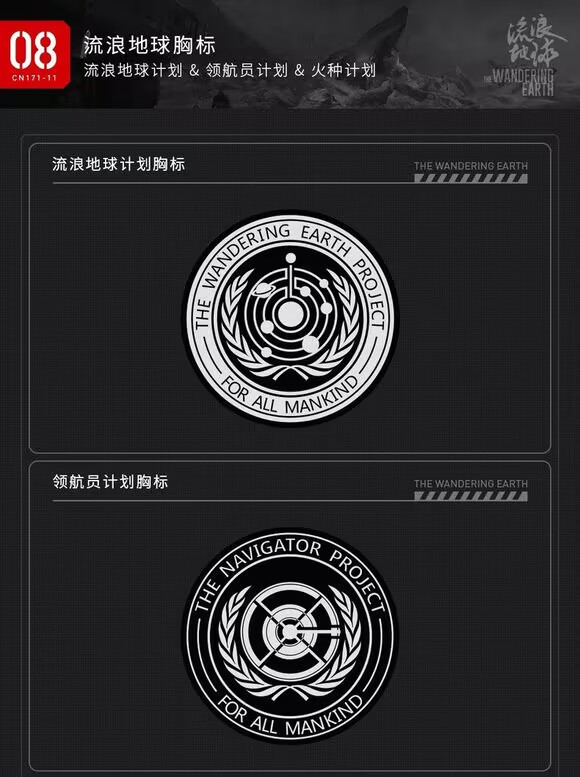 08
CN171-11
流浪地球胸标
流浪地球计划 & 领航员计划 & 火种计划
流浪地球
THE WANDERING EARTH
流浪地球计划胸标
THE WANDERING EARTH
THE WANDERING EARTH PROJECT
FOR ALL MANKIND
领航员计划胸标
THE WANDERING EARTH
THE NAVIGATOR PROJECT
FOR ALL MANKIND